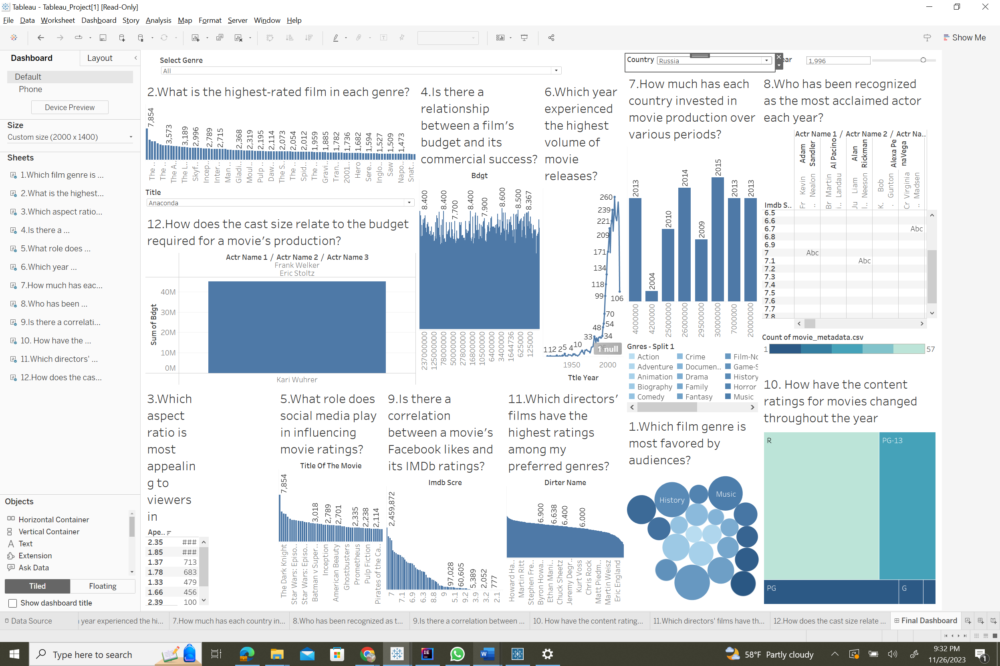 Tableau - Tableau_Project[1] [Read-Only]
File Data Worksheet Dashboard Story Analysis Map Format Server Window Help
Show Me
Dashboard Layout
Default
Phone
Device Preview
Size
Custom size (2000 x 1400)
Sheets
1.Which film genre is ...
2.What is the highest...
3.Which aspect ratio...
4.Is there a ...
5.What role does ...
6.Which year ...
7.How much has eac...
8.Who has been ...
9.Is there a correlati...
10. How have the ...
11.Which directors' ...
12.How does the cas...
Objects
Horizontal Container
Vertical Container
Text
Extension
Ask Data
Tiled Floating
Show dashboard title
Select Genre
All
Country Russia
ear 1,996
2.What is the highest-rated film in each genre?
7,854
3,573
3,189
2,996
2,789
2,715
2,368
2,319
2,195
2,114
2,073
2,054
2,012
1,959
1,885
1,782
1,736
1,682
1,594
1,527
1,509
1,473
The ..
The ..
The A..
The L..
Skyf..
Incep..
Inter..
Man ..
Gladi..
Moul..
Pulp ..
Daw..
The S..
The ..
Spid..
The ..
Gravi..
Tran..
2001..
Hero
Sere..
Inglo..
Saw
Napo..
Snat..
Title
Anaconda
12.How does the cast size relate to the budget
required for a movie's production?
Actr Name 1 / Actr Name 2 / Actr Name 3
Frank Welker
Eric Stoltz
Sum of Bdgt
40M
30M
20M
10M
0M
Kari Wuhrer
4.Is there a
relationship
between a film's
budget and its
commercial success?
Bdgt
8.400
8.400
7.700
8.400
7.900
8.600
8.500
8.367
237000000
125000000
78000000
50000000
27800000
16800000
10500000
6400000
3400000
1644736
625000
125000
6.Which year
experienced
the highest
volume of
movie
releases?
260
239
221
209
171
134
118
99
106
70
54
48
34
33
112 25 4 10
1 null
1950 2000
Ttle Year
7.How much has each
country invested in
movie production over
various periods?
2013
2004
2010
2014
2009
2015
2013
2013
4000000
4200000
25000000
26000000
29500000
30000000
7000000
20000000
Gnres - Split 1
Action Crime Film-No
Adventure Documen.. Game-S
Animation Drama History
Biography Family Horror
Comedy Fantasy Music
8.Who has been recognized
as the most acclaimed actor
each year?
Actr Name 1 / Actr Name 2 / Actr Na..
Adam Sandler
Al Pacino
Alan Rickman
Alexa PenaVega
Kevin Nealon
Martin Landau
Liam Neeson
Bob Gunton
Virginia Madsen
Fr ..
Br i..
Ju l..
K. .
Cr ..
Imdb S..
6.5
6.6
6.7 Abc
6.8
6.9
7 Abc
7.1 Abc
7.2
7.3
7.4
7.5
7.6
7.7
7.8
Count of movie_metadata.csv
1 57
3.Which
aspect
ratio is
most
appealin
g to
viewers
in
Ape..
2.35 ###
1.85 ###
1.37 713
1.78 683
1.33 479
1.66 456
2.39 100
5.What role does
social media play
in influencing
movie ratings?
Title Of The Movie
7,854
3,018
2,789
2,701
2,335
2,238
2,114
The Dark Knight
Star Wars: Episo..
Star Wars: Episo..
Batman v Super..
Inception
American Beauty
Ghostbusters
Prometheus
Pulp Fiction
Pirates of the Ca..
9.Is there a
correlation
between a movie's
Facebook likes and
its IMDb ratings?
Imdb Scre
2,459,872
97,028
60,605
5,389
2,052
777
7
7.1
6.9
6.3
8.8
9
5.1
9.2
3.9
3.2
2.1
11.Which directors'
films have the
highest ratings
among my
preferred genres?
Dirter Name
6.900
6.638
6.400
6.000
Howard Ha..
Martin Ritt
Stephen Fre..
Byron Howa..
Ethan Mani..
Chuck Sheetz
Jeremy Degr..
Kurt Voss
Chris Rock
Matt Piedm..
Martin Weisz
Eric England
1.Which film genre is
most favored by
audiences?
History
Music
10. How have the content
ratings for movies changed
throughout the year
R
PG-13
PG
G
Data Source
year experienced the hi...
7.How much has each country in...
8.Who has been recognized as t...
9.Is there a correlation between ...
10. How have the content rating...
11.Which directors' films have th...
12.How does the cast size relate ...
Final Dashboard
Type here to search
58°F Partly cloudy
9:32 PM
11/26/2023
1